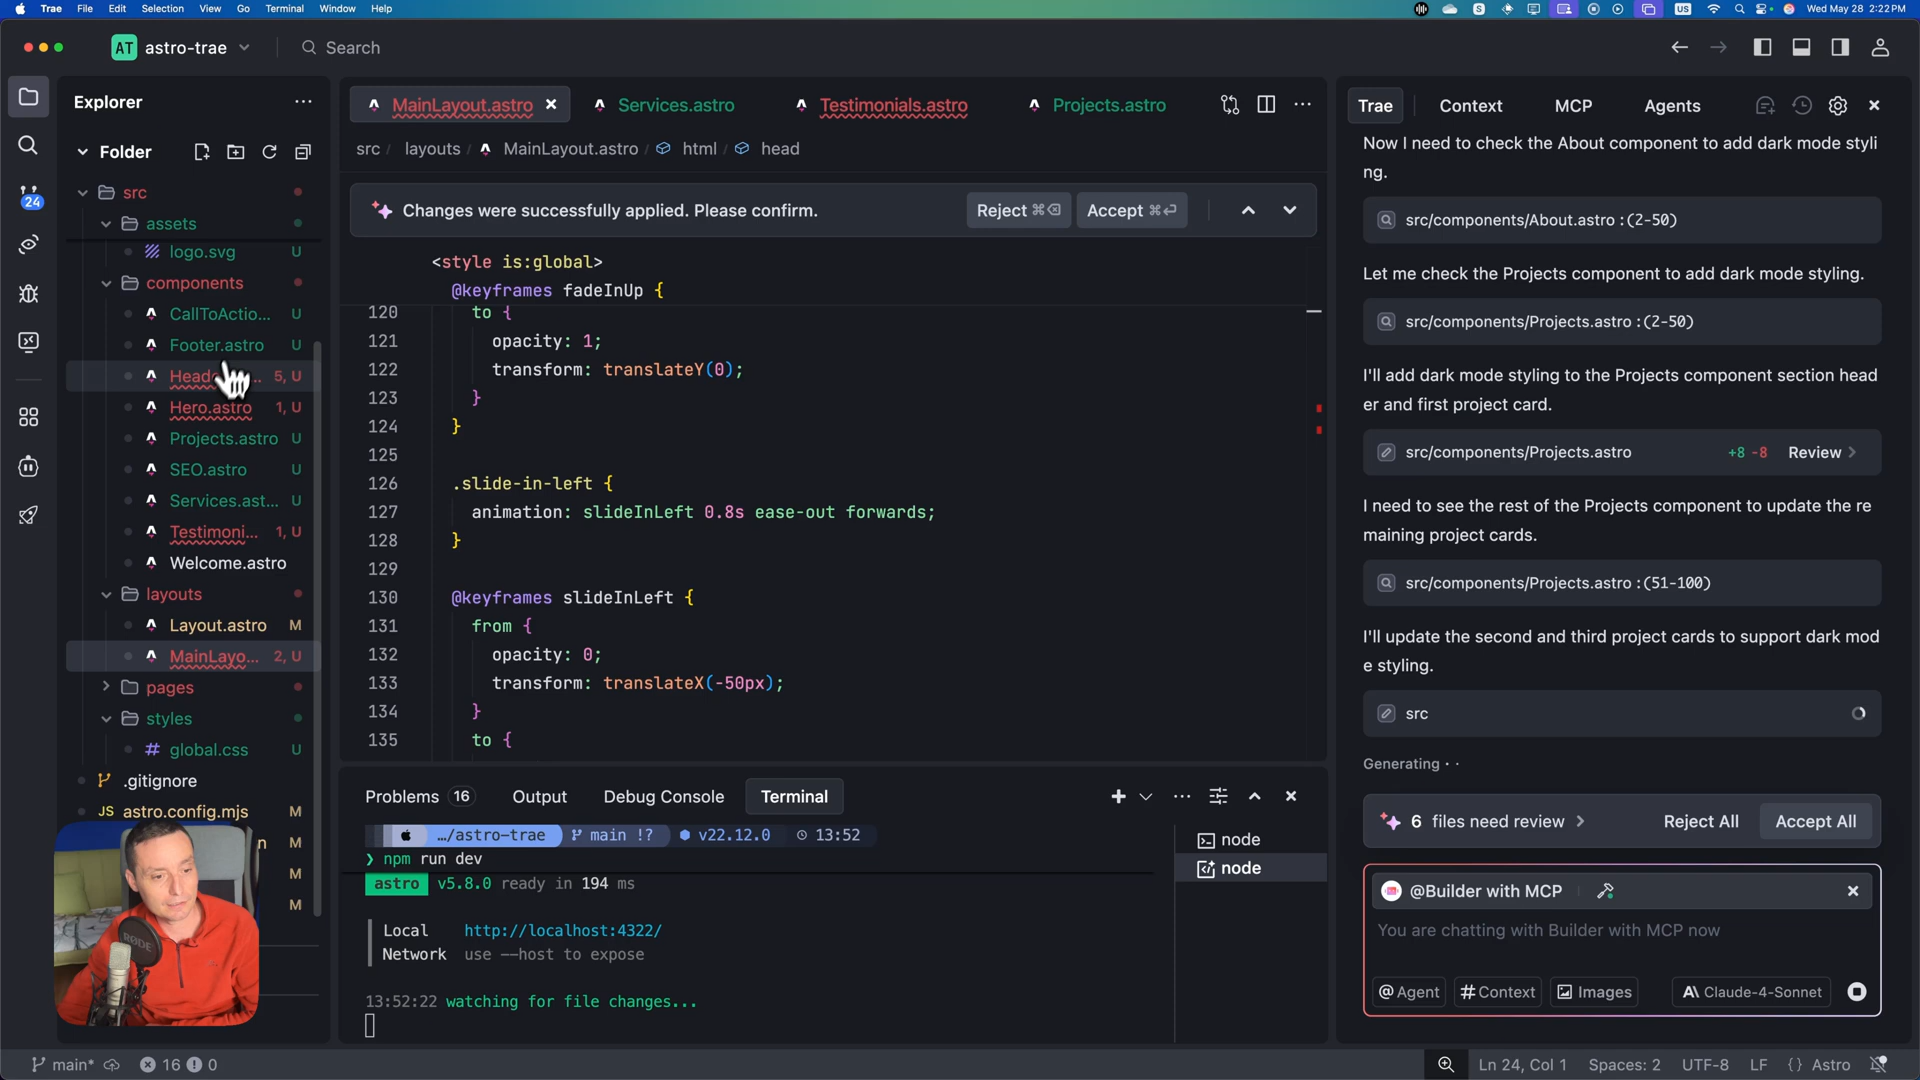 Trae File Edit Selection View Go Terminal Window Help
S US Wed May 28 2:22 PM
AT astro-trae Search
Explorer
Folder
24
src
assets
logo.svg U
components
CallToActio... U
Footer.astro U
Head ... 5, U
Hero.astro 1, U
Projects.astro U
SEO.astro U
Services.ast... U
Testimoni... 1, U
Welcome.astro
layouts
Layout.astro M
MainLayo... 2, U
pages
styles
# global.css U
.gitignore
JS astro.config.mjs M
n M
M
M
RØDE
MainLayout.astro Services.astro Testimonials.astro Projects.astro
src / layouts / MainLayout.astro html / head
Changes were successfully applied. Please confirm. Reject ⌘⌫ Accept ⌘⏎
<style is:global>
@keyframes fadeInUp {
120 to {
121 opacity: 1;
122 transform: translateY(0);
123 }
124 }
125
126 .slide-in-left {
127 animation: slideInLeft 0.8s ease-out forwards;
128 }
129
130 @keyframes slideInLeft {
131 from {
132 opacity: 0;
133 transform: translateX(-50px);
134 }
135 to {
Problems 16 Output Debug Console Terminal
…/astro-trae main !? v22.12.0 13:52
❯ npm run dev
astro v5.8.0 ready in 194 ms
Local http://localhost:4322/
Network use --host to expose
13:52:22 watching for file changes...
node
node
Trae Context MCP Agents
Now I need to check the About component to add dark mode styli
ng.
src/components/About.astro :(2-50)
Let me check the Projects component to add dark mode styling.
src/components/Projects.astro :(2-50)
I'll add dark mode styling to the Projects component section head
er and first project card.
src/components/Projects.astro +8 -8 Review
I need to see the rest of the Projects component to update the re
maining project cards.
src/components/Projects.astro :(51-100)
I'll update the second and third project cards to support dark mod
e styling.
src
Generating · ·
6 files need review Reject All Accept All
@Builder with MCP
You are chatting with Builder with MCP now
@ Agent # Context Images A\ Claude-4-Sonnet
main* 16 0
Ln 24, Col 1 Spaces: 2 UTF-8 LF {} Astro